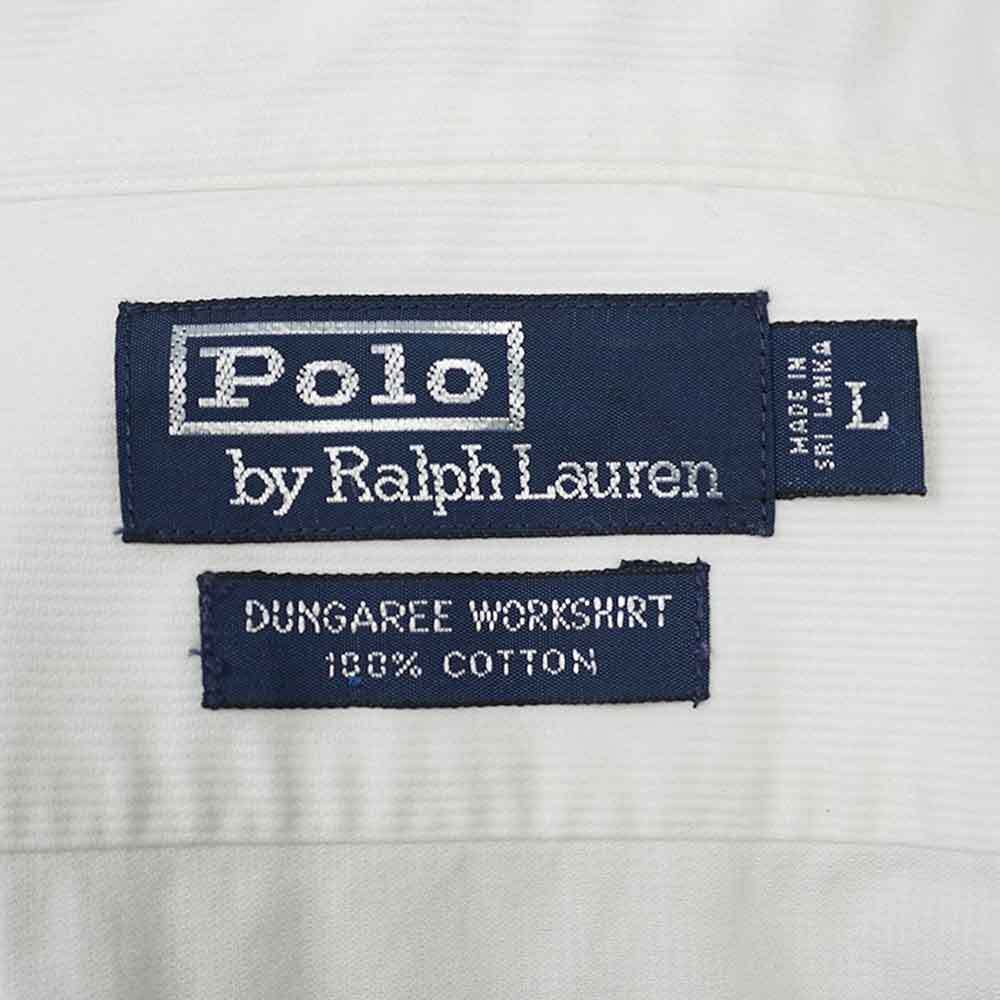 Polo
by Ralph Lauren
MADE IN
SRI LANKA
L
DUNGAREE WORKSHIRT
100% COTTON